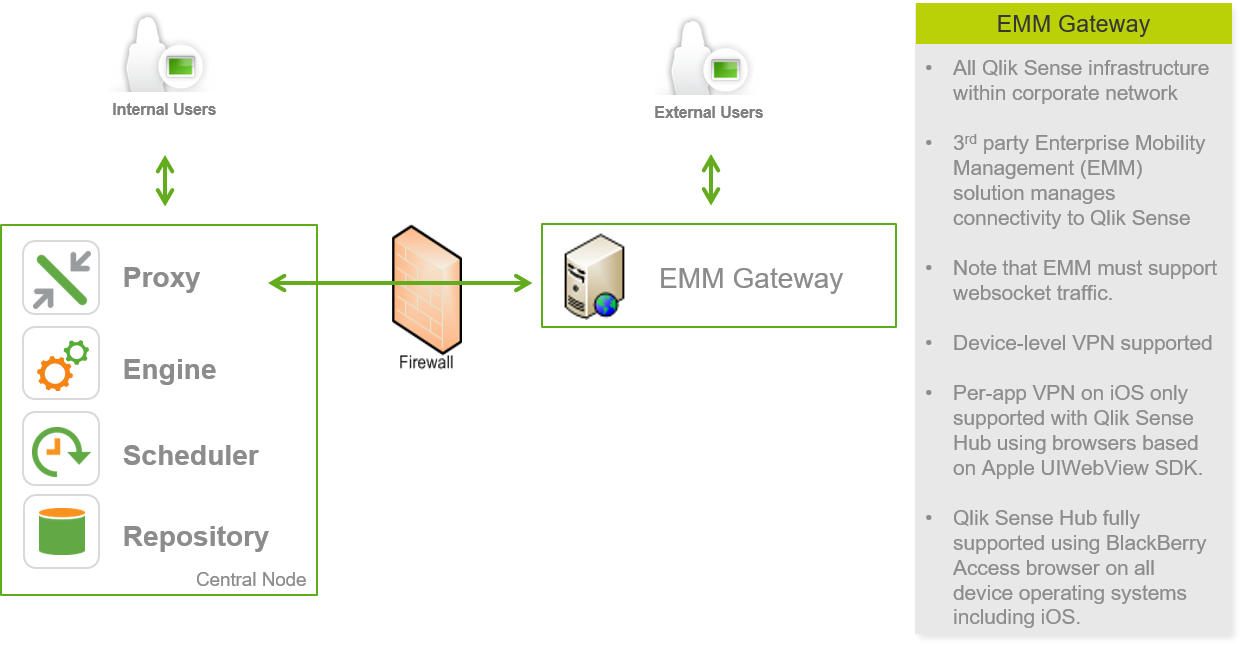 Internal Users
External Users
Proxy
Engine
Scheduler
Repository
Central Node
Firewall
EMM Gateway
EMM Gateway
• All Qlik Sense infrastructure
within corporate network
• 3rd party Enterprise Mobility
Management (EMM)
solution manages
connectivity to Qlik Sense
• Note that EMM must support
websocket traffic.
• Device-level VPN supported
• Per-app VPN on iOS only
supported with Qlik Sense
Hub using browsers based
on Apple UIWebView SDK.
• Qlik Sense Hub fully
supported using BlackBerry
Access browser on all
device operating systems
including iOS.